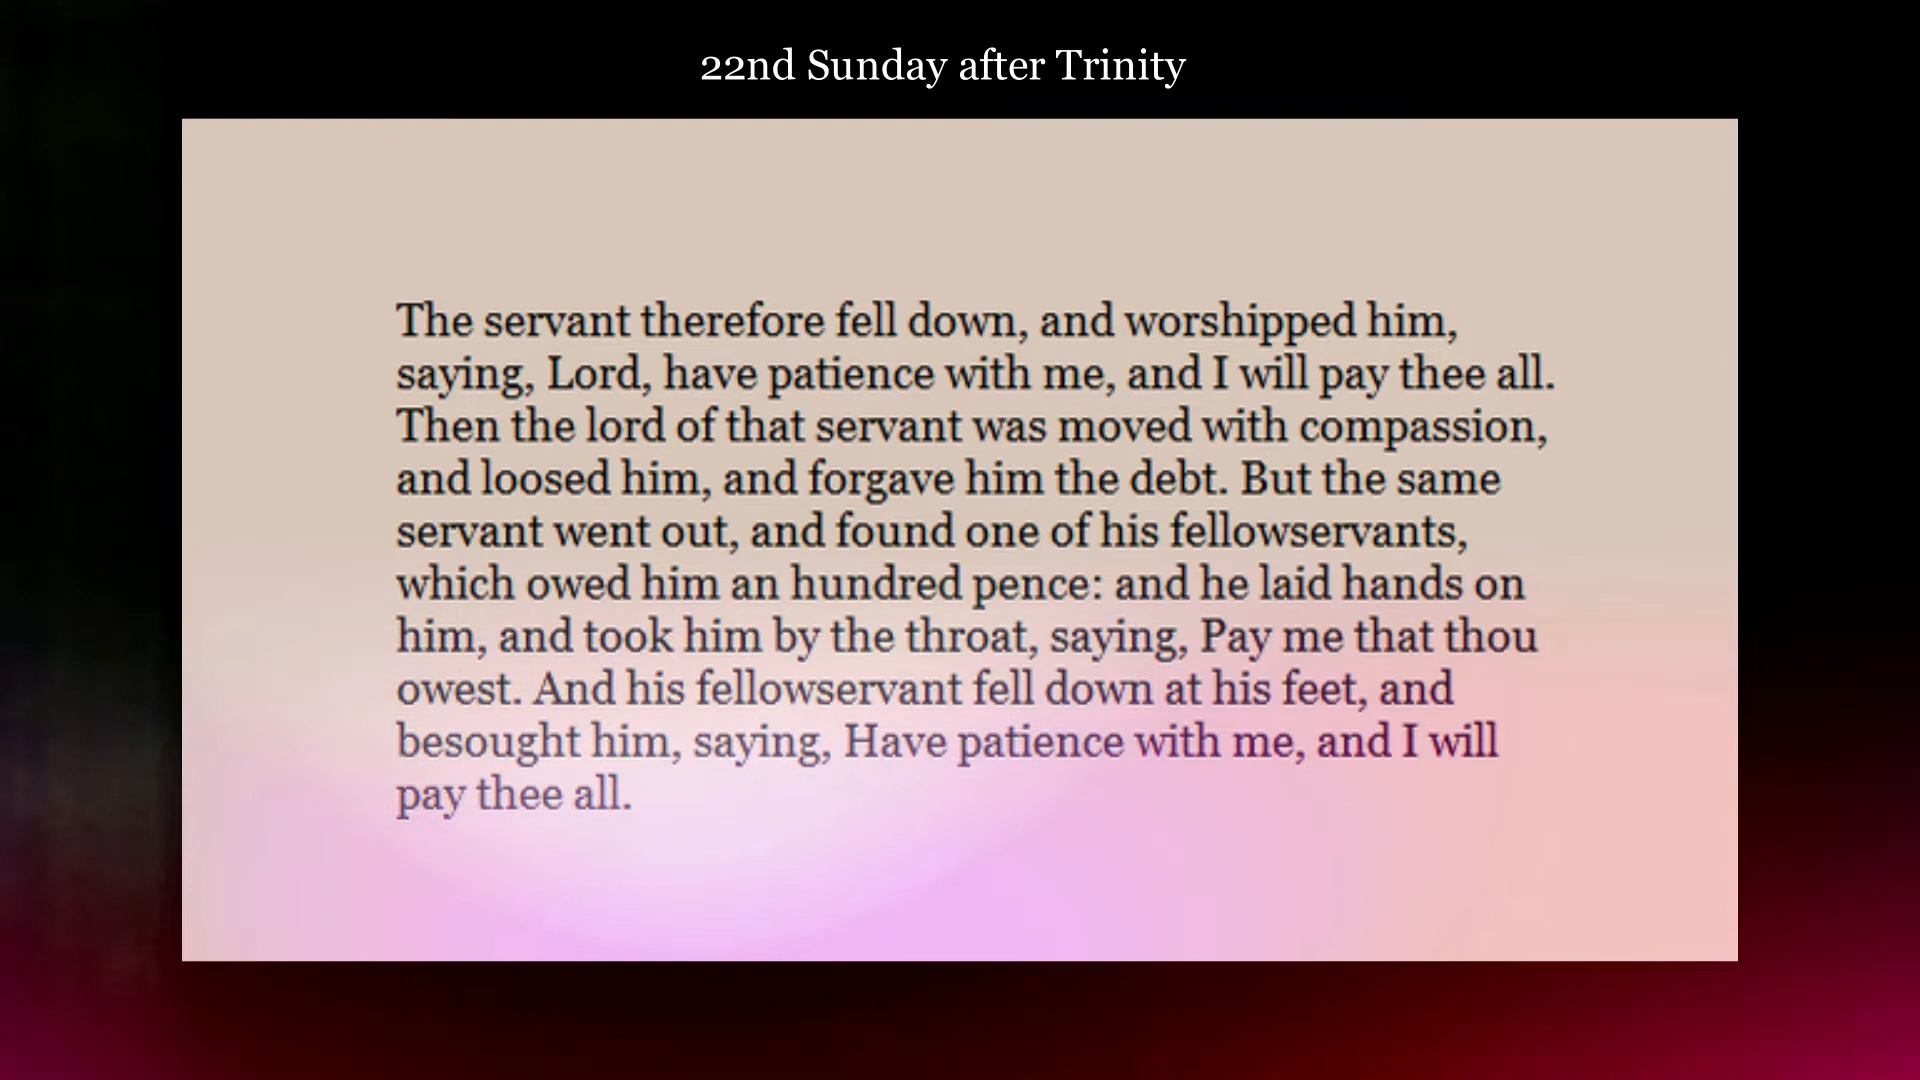 22nd Sunday after Trinity
The servant therefore fell down, and worshipped him,
saying, Lord, have patience with me, and I will pay thee all.
Then the lord of that servant was moved with compassion,
and loosed him, and forgave him the debt. But the same
servant went out, and found one of his fellowservants,
which owed him an hundred pence: and he laid hands on
him, and took him by the throat, saying, Pay me that thou
owest. And his fellowservant fell down at his feet, and
besought him, saying, Have patience with me, and I will
pay thee all.